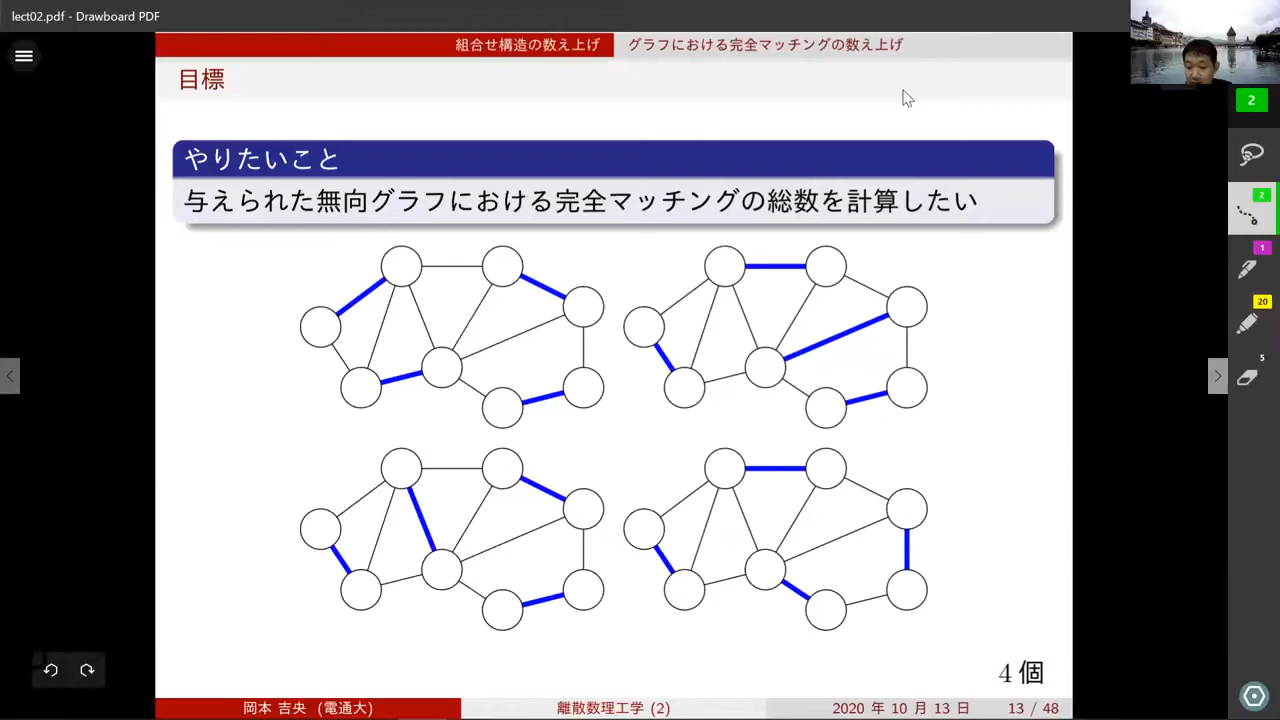 lect02.pdf - Drawboard PDF
組合せ構造の数え上げ
グラフにおける完全マッチングの数え上げ
目標
やりたいこと
与えられた無向グラフにおける完全マッチングの総数を計算したい
4 個
岡本 吉央 (電通大)
離散数理工学 (2)
2020 年 10 月 13 日
13 / 48
2
2
1
20
5